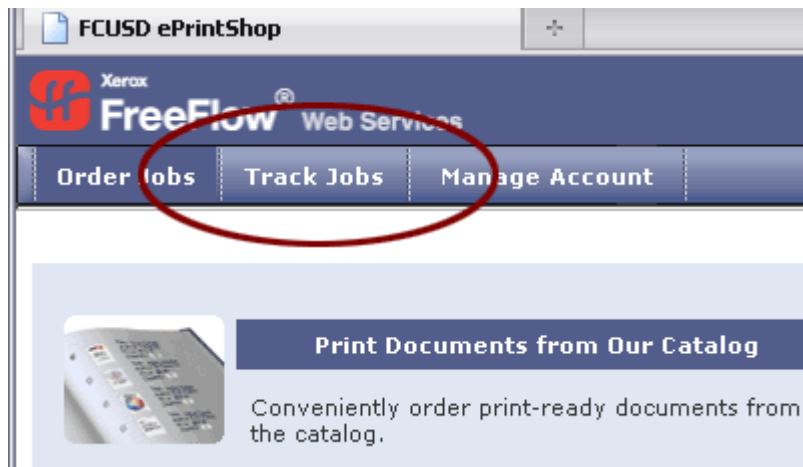 FCUSD ePrintShop
Xerox
FreeFlow® Web Services
Order Jobs Track Jobs Manage Account
Print Documents from Our Catalog
Conveniently order print-ready documents from
the catalog.